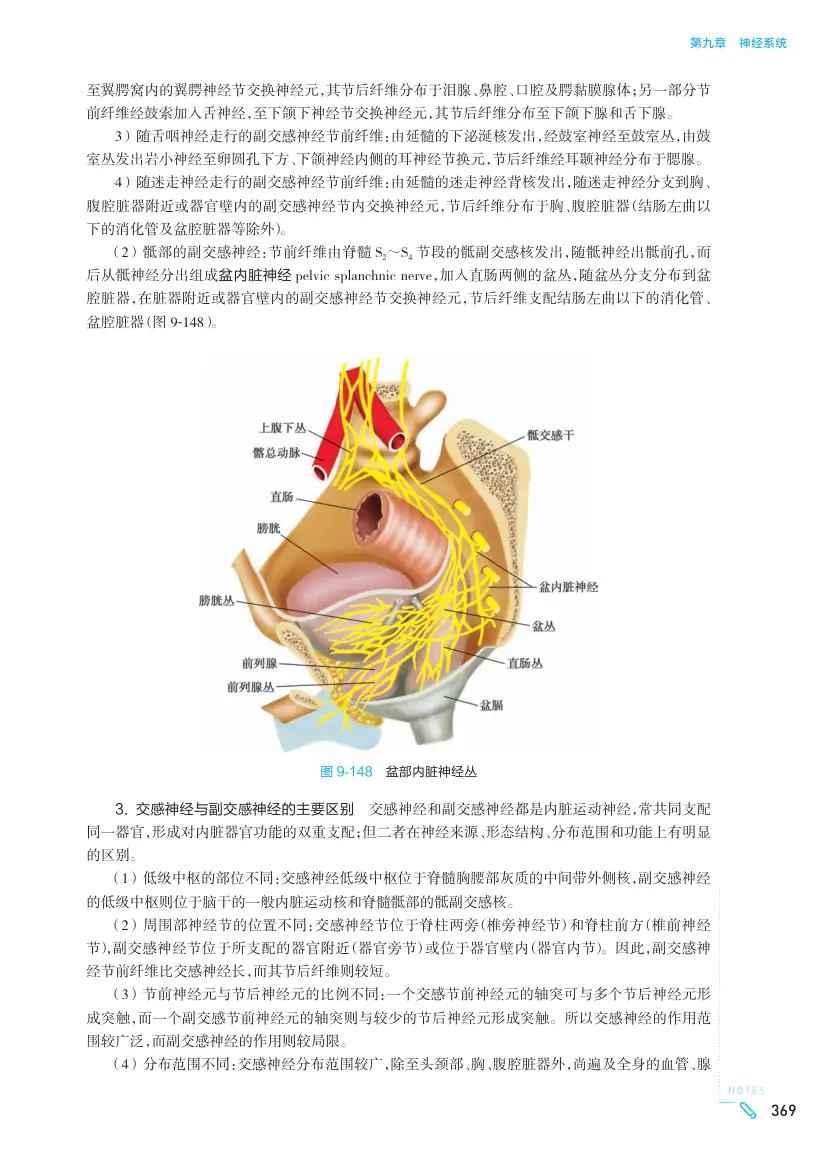 第九章 神经系统
至翼腭窝内的翼腭神经节交换神经元,其节后纤维分布于泪腺、鼻腔、口腔及腭黏膜腺体;另一部分节
前纤维经鼓索加入舌神经,至下颌下神经节交换神经元,其节后纤维分布至下颌下腺和舌下腺。
3)随舌咽神经走行的副交感神经节前纤维:由延髓的下泌涎核发出,经鼓室神经至鼓室丛,由鼓
室丛发出岩小神经至卵圆孔下方、下颌神经内侧的耳神经节换元,节后纤维经耳颞神经分布于腮腺。
4)随迷走神经走行的副交感神经节前纤维:由延髓的迷走神经背核发出,随迷走神经分支到胸、
腹腔脏器附近或器官壁内的副交感神经节内交换神经元,节后纤维分布于胸、腹腔脏器(结肠左曲以
下的消化管及盆腔脏器等除外)。
(2)骶部的副交感神经:节前纤维由脊髓 S₂～S₄ 节段的骶副交感核发出,随骶神经出骶前孔,而
后从骶神经分出组成盆内脏神经 pelvic splanchnic nerve,加入直肠两侧的盆丛,随盆丛分支分布到盆
腔脏器,在脏器附近或器官壁内的副交感神经节交换神经元,节后纤维支配结肠左曲以下的消化管、
盆腔脏器(图 9-148)。
上腹下丛
骶交感干
髂总动脉
直肠
膀胱
盆内脏神经
膀胱丛
盆丛
前列腺
直肠丛
前列腺丛
盆膈
图 9-148 盆部内脏神经丛
3. 交感神经与副交感神经的主要区别 交感神经和副交感神经都是内脏运动神经,常共同支配
同一器官,形成对内脏器官功能的双重支配;但二者在神经来源、形态结构、分布范围和功能上有明显
的区别。
(1)低级中枢的部位不同:交感神经低级中枢位于脊髓胸腰部灰质的中间带外侧核,副交感神经
的低级中枢则位于脑干的一般内脏运动核和脊髓骶部的骶副交感核。
(2)周围部神经节的位置不同:交感神经节位于脊柱两旁(椎旁神经节)和脊柱前方(椎前神经
节),副交感神经节位于所支配的器官附近(器官旁节)或位于器官壁内(器官内节)。因此,副交感神
经节前纤维比交感神经长,而其节后纤维则较短。
(3)节前神经元与节后神经元的比例不同:一个交感节前神经元的轴突可与多个节后神经元形
成突触,而一个副交感节前神经元的轴突则与较少的节后神经元形成突触。所以交感神经的作用范
围较广泛,而副交感神经的作用则较局限。
(4)分布范围不同:交感神经分布范围较广,除至头颈部、胸、腹腔脏器外,尚遍及全身的血管、腺
NOTES
369